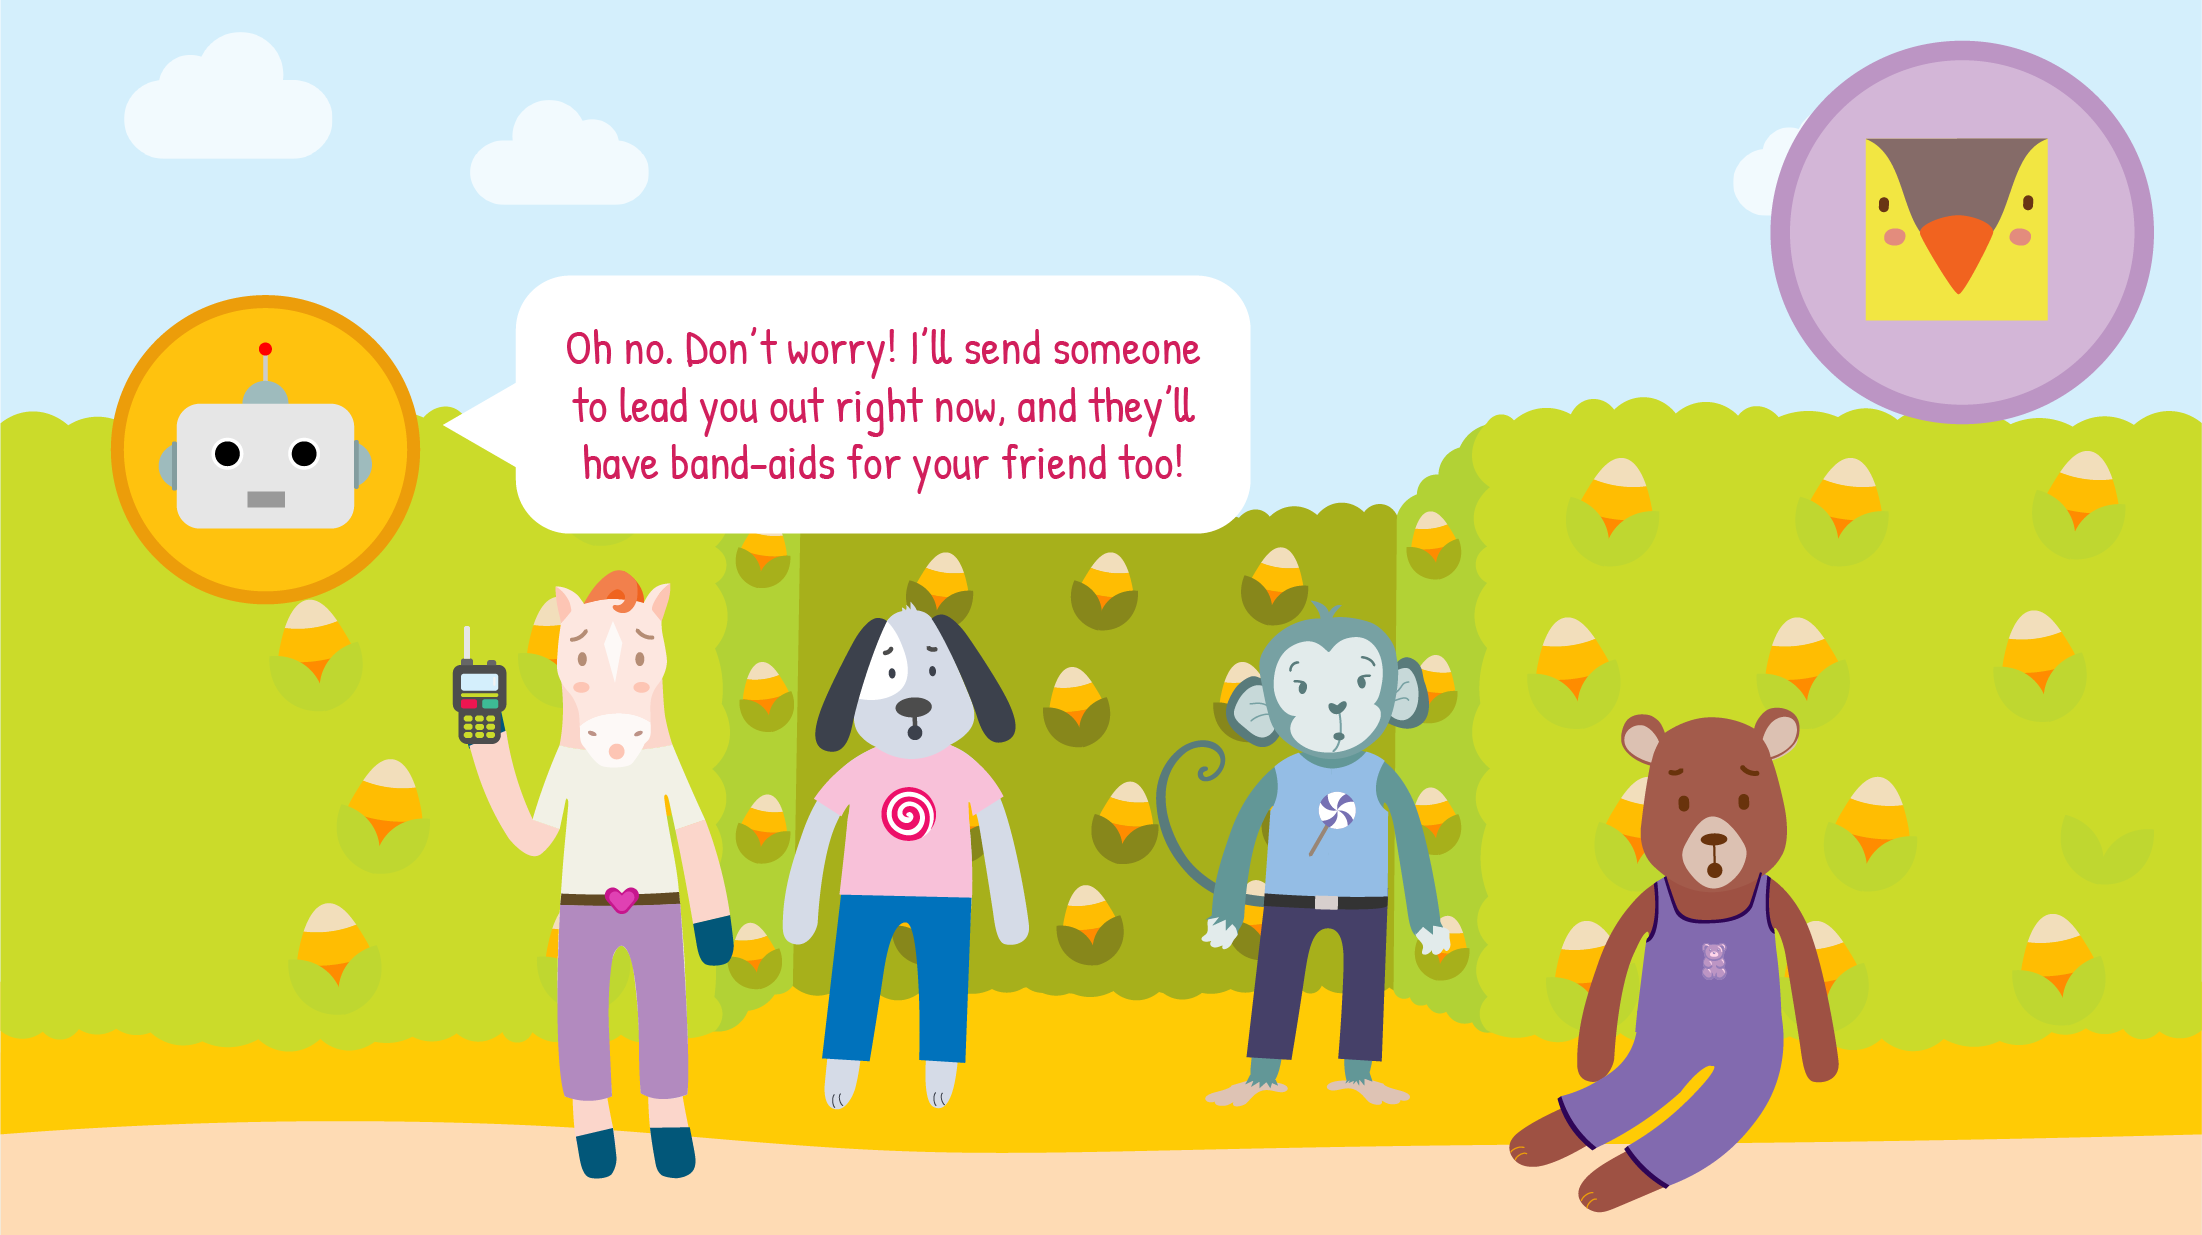 Oh no. Don't worry! I'll send someone
to lead you out right now, and they'll
have band-aids for your friend too!